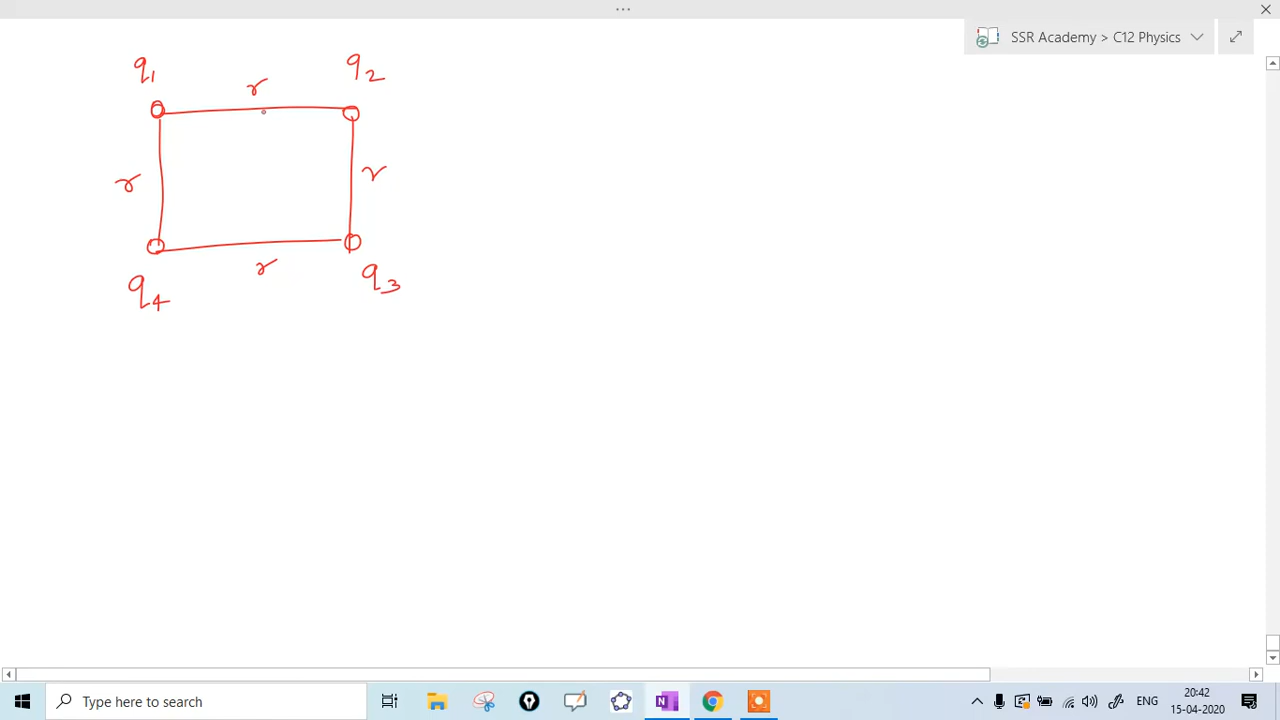 ...
SSR Academy > C12 Physics
q1
q2
r
r
r
r
q4
q3
Type here to search
N
ENG
20:42
15-04-2020